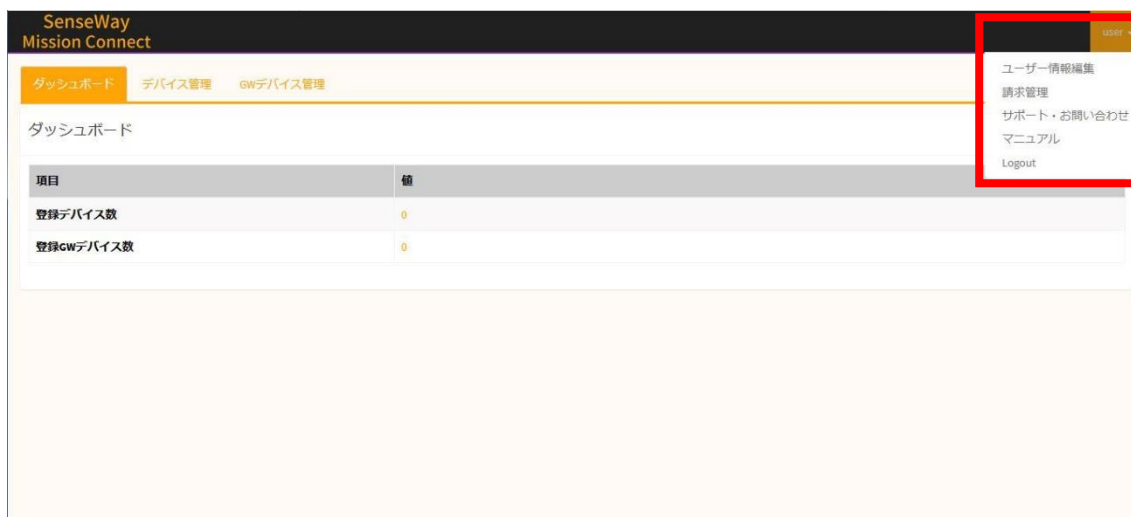 SenseWay
Mission Connect
user
ユーザー情報編集
請求管理
サポート・お問い合わせ
マニュアル
Logout
ダッシュボード デバイス管理 GWデバイス管理
ダッシュボード
項目 値
登録デバイス数 0
登録GWデバイス数 0